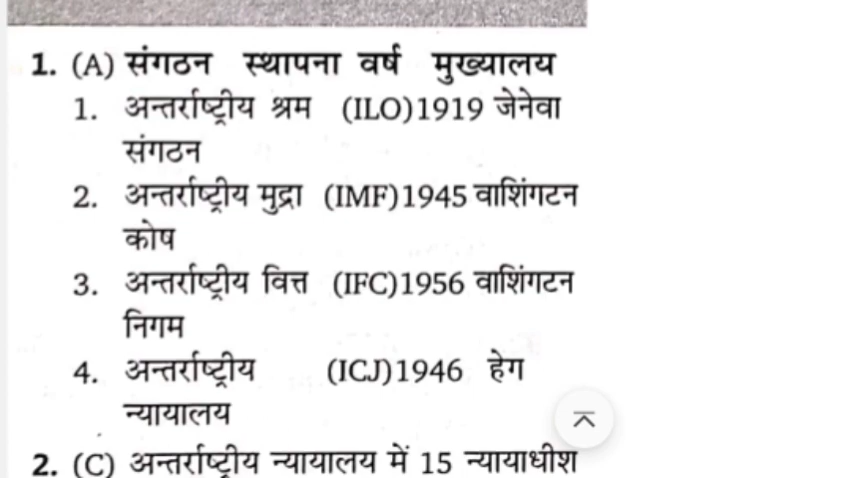 1. (A) संगठन स्थापना वर्ष मुख्यालय
1. अन्तर्राष्ट्रीय श्रम (ILO)1919 जेनेवा
संगठन
2. अन्तर्राष्ट्रीय मुद्रा (IMF)1945 वाशिंगटन
कोष
3. अन्तर्राष्ट्रीय वित्त (IFC)1956 वाशिंगटन
निगम
4. अन्तर्राष्ट्रीय (ICJ)1946 हेग
न्यायालय
2. (C) अन्तर्राष्ट्रीय न्यायालय में 15 न्यायाधीश